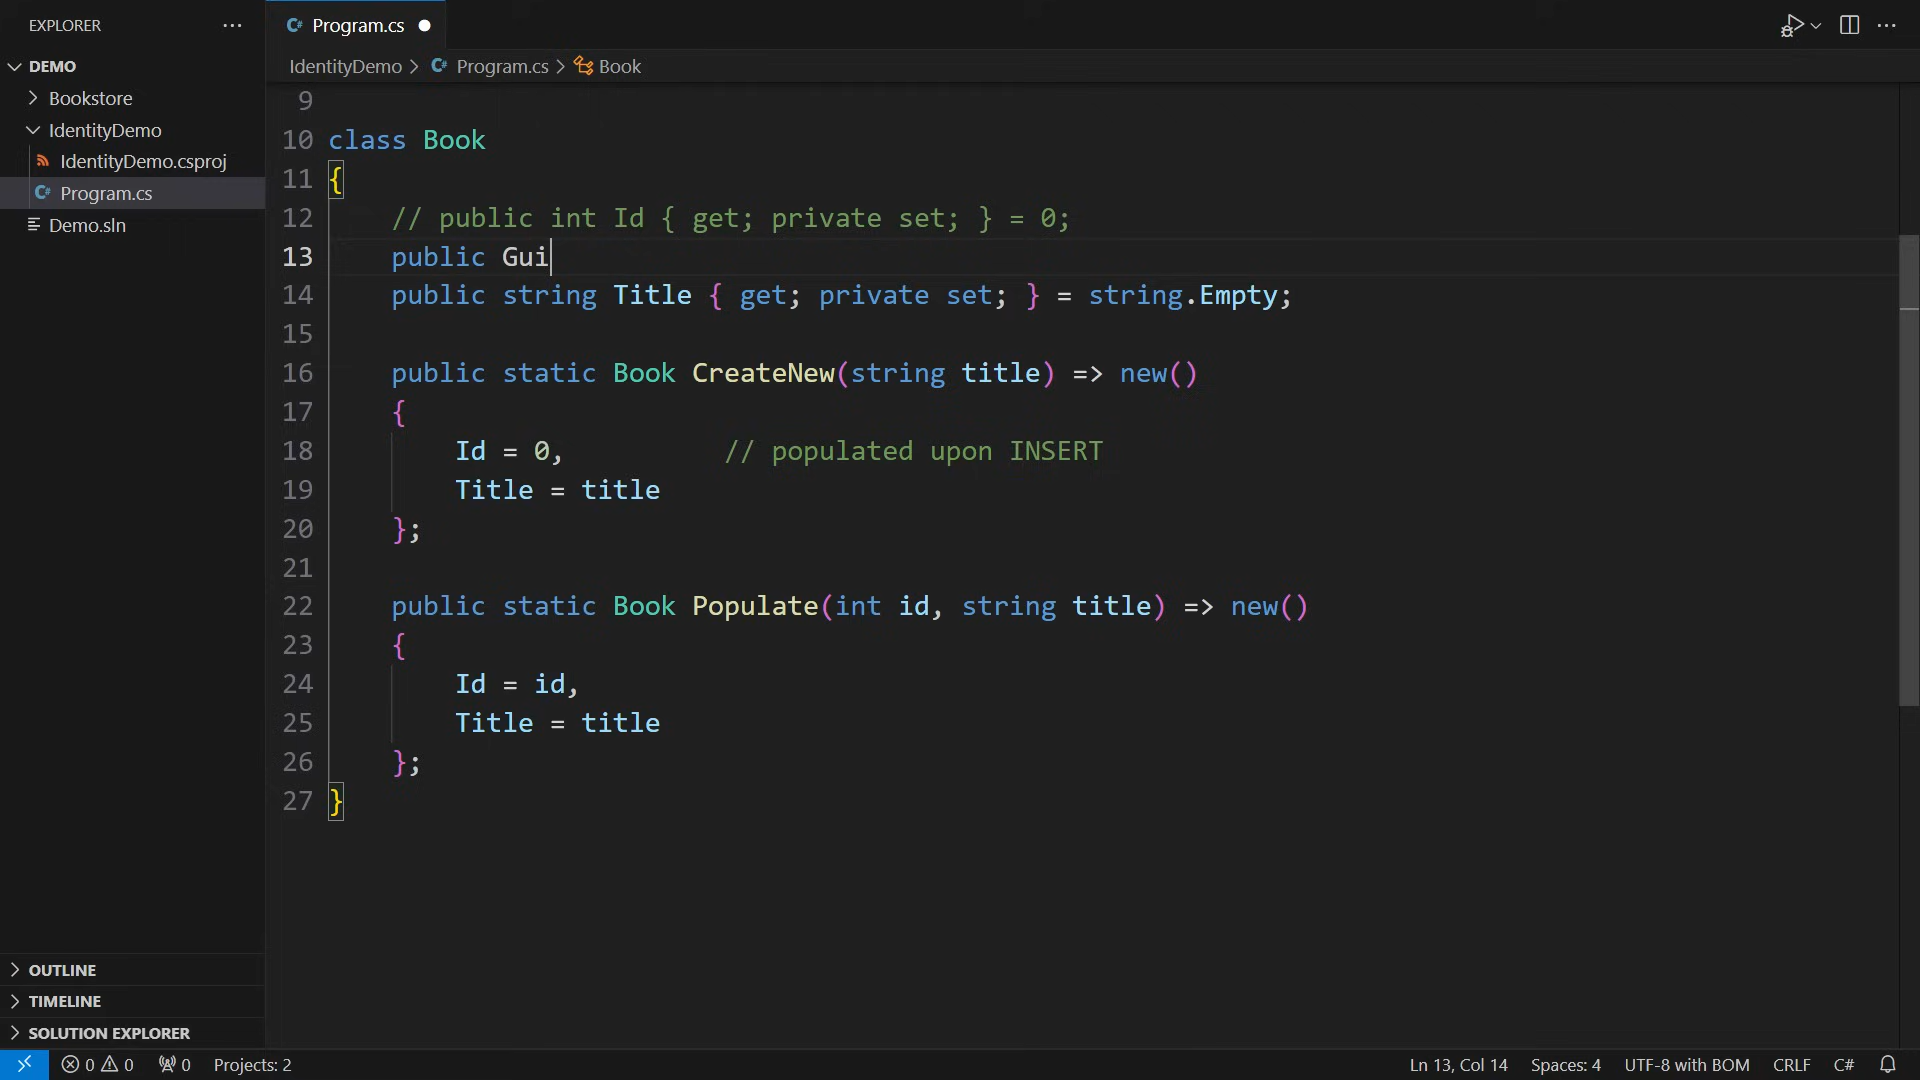 EXPLORER
DEMO
Bookstore
IdentityDemo
IdentityDemo.csproj
C# Program.cs
Demo.sln
OUTLINE
TIMELINE
SOLUTION EXPLORER
C# Program.cs
IdentityDemo > C# Program.cs > Book
9
10 class Book
11 {
12 // public int Id { get; private set; } = 0;
13 public Gui
14 public string Title { get; private set; } = string.Empty;
15
16 public static Book CreateNew(string title) => new()
17 {
18 Id = 0, // populated upon INSERT
19 Title = title
20 };
21
22 public static Book Populate(int id, string title) => new()
23 {
24 Id = id,
25 Title = title
26 };
27 }
0 0 0 Projects: 2 Ln 13, Col 14 Spaces: 4 UTF-8 with BOM CRLF C#